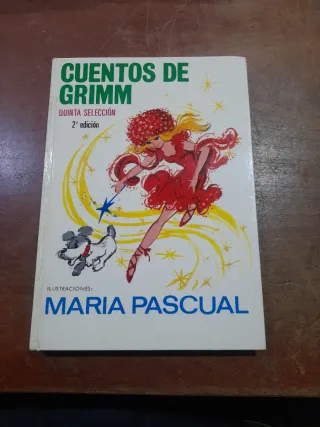 CUENTOS DE
GRIMM
QUINTA SELECCIÓN
2ª edición
ILUSTRACIONES:
MARIA PASCUAL